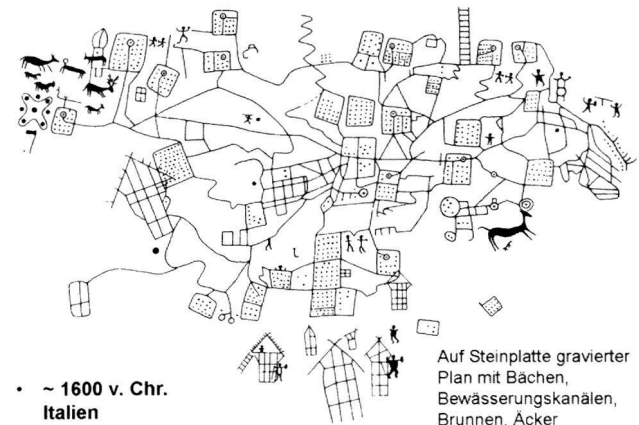 • ~ 1600 v. Chr.
Italien
Auf Steinplatte gravierter
Plan mit Bächen,
Bewässerungskanälen,
Brunnen, Äcker